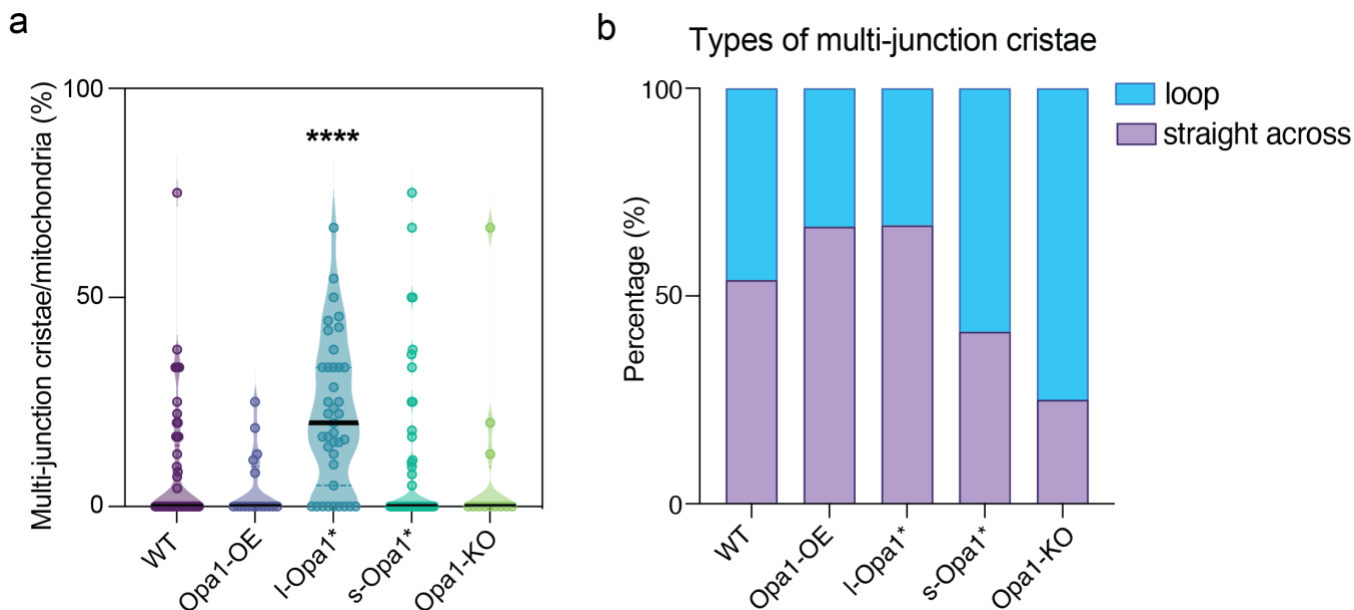 a
Multi-junction cristae/mitochondria (%)
100
50
0
****
WT
Opa1-OE
l-Opa1*
s-Opa1*
Opa1-KO
b
Types of multi-junction cristae
Percentage (%)
100
50
0
WT
Opa1-OE
l-Opa1*
s-Opa1*
Opa1-KO
loop
straight across